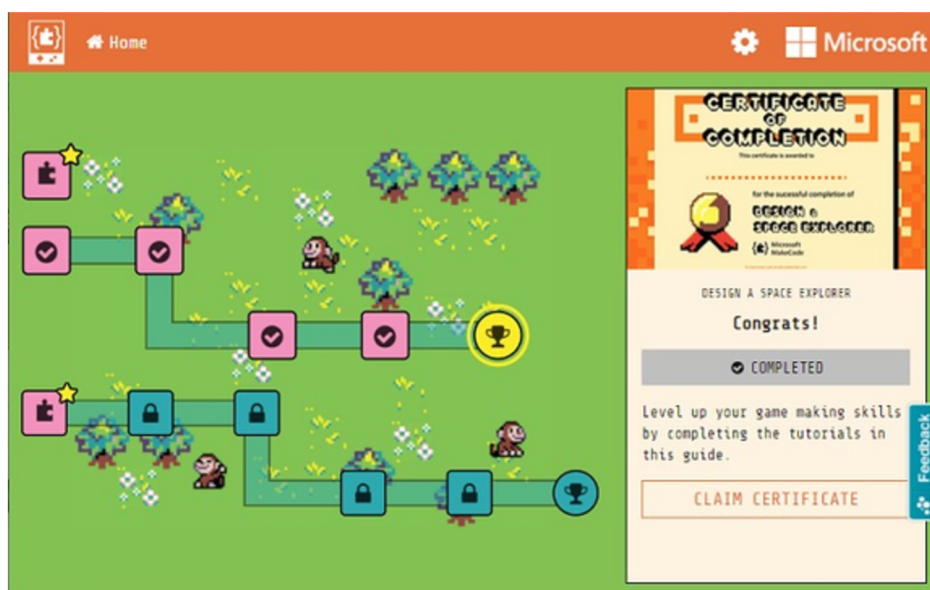 Home
Microsoft
CERTIFICATE
OF
COMPLETION
This certificate is awarded to
for the sucessful completion of
DESIGN A
SPACE EXPLORER
Microsoft
MakeCode
DESIGN A SPACE EXPLORER
Congrats!
COMPLETED
Level up your game making skills
by completing the tutorials in
this guide.
CLAIM CERTIFICATE
Feedback